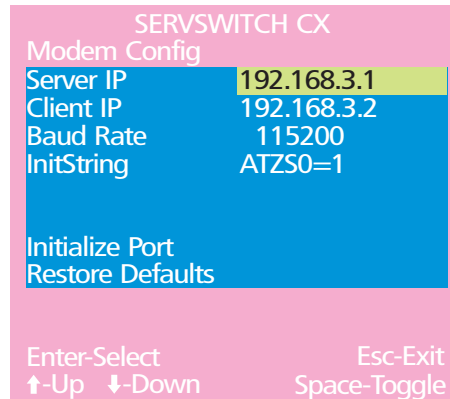 SERVSWITCH CX
Modem Config
Server IP 192.168.3.1
Client IP 192.168.3.2
Baud Rate 115200
InitString ATZS0=1
Initialize Port
Restore Defaults
Enter-Select Esc-Exit
↑-Up ↓-Down Space-Toggle